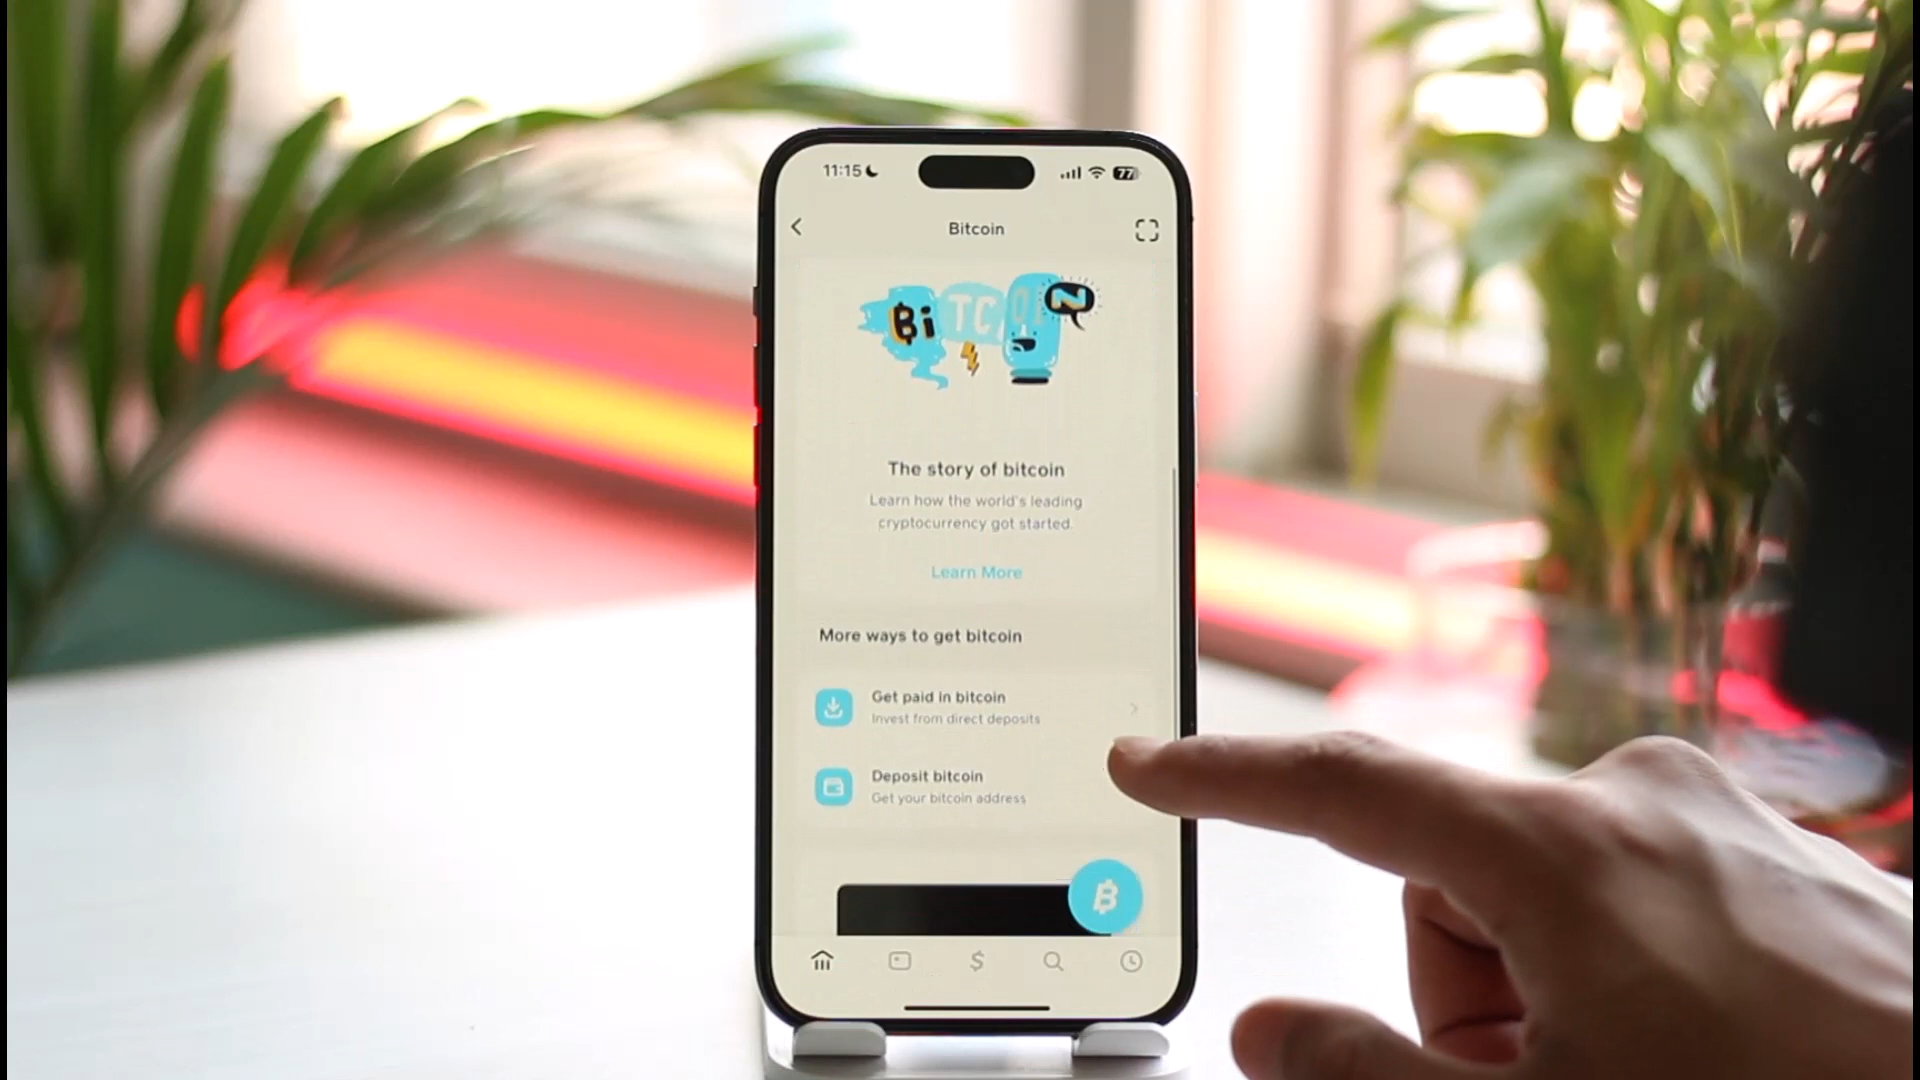 11:15
77
Bitcoin
BiTCOIN
The story of bitcoin
Learn how the world's leading
cryptocurrency got started.
Learn More
More ways to get bitcoin
Get paid in bitcoin
Invest from direct deposits
Deposit bitcoin
Get your bitcoin address